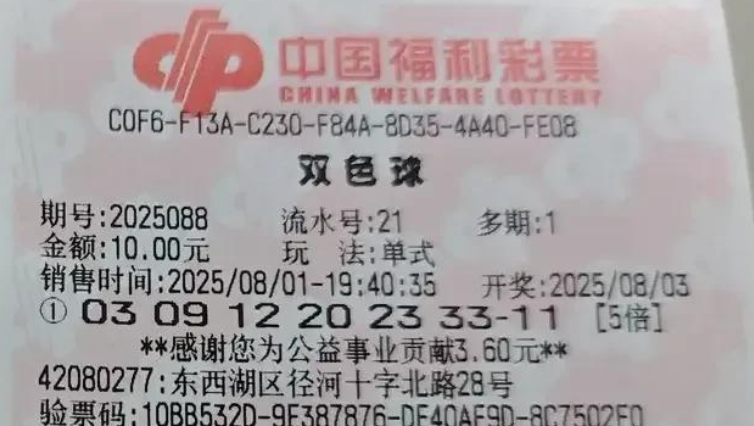 中国福利彩票
CHINA WELFARE LOTTERY
C0F6-F13A-C230-F84A-8D35-4A40-FE08
双色球
期号:2025088 流水号:21 多期:1
金额:10.00元 玩 法:单式
销售时间:2025/08/01-19:40:35 开奖:2025/08/03
① 03 09 12 20 23 33-11 [5倍]
**感谢您为公益事业贡献3.60元**
42080277:东西湖区径河十字北路28号
验票码:10BB532D-9E387876-DF40AE9D-8C7502F0